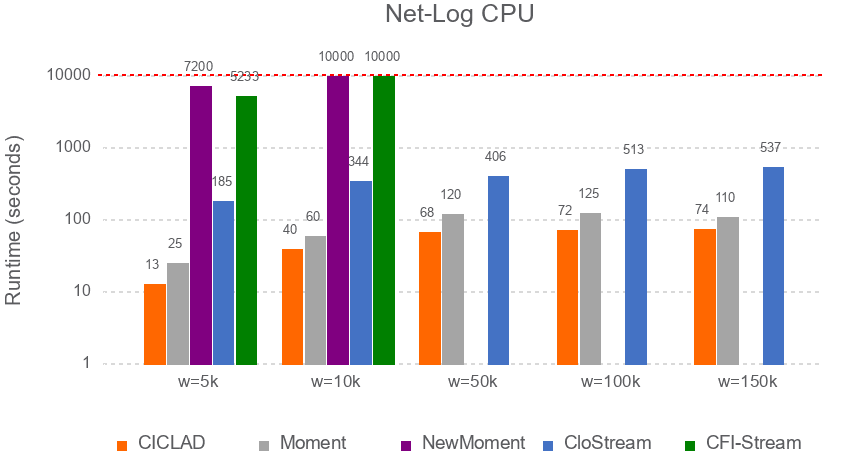 Net-Log CPU
Runtime (seconds)
10000
1000
100
10
1
13
25
7200
185
5233
40
60
10000
344
10000
68
120
406
72
125
513
74
110
537
w=5k
w=10k
w=50k
w=100k
w=150k
CICLAD
Moment
NewMoment
CloStream
CFI-Stream